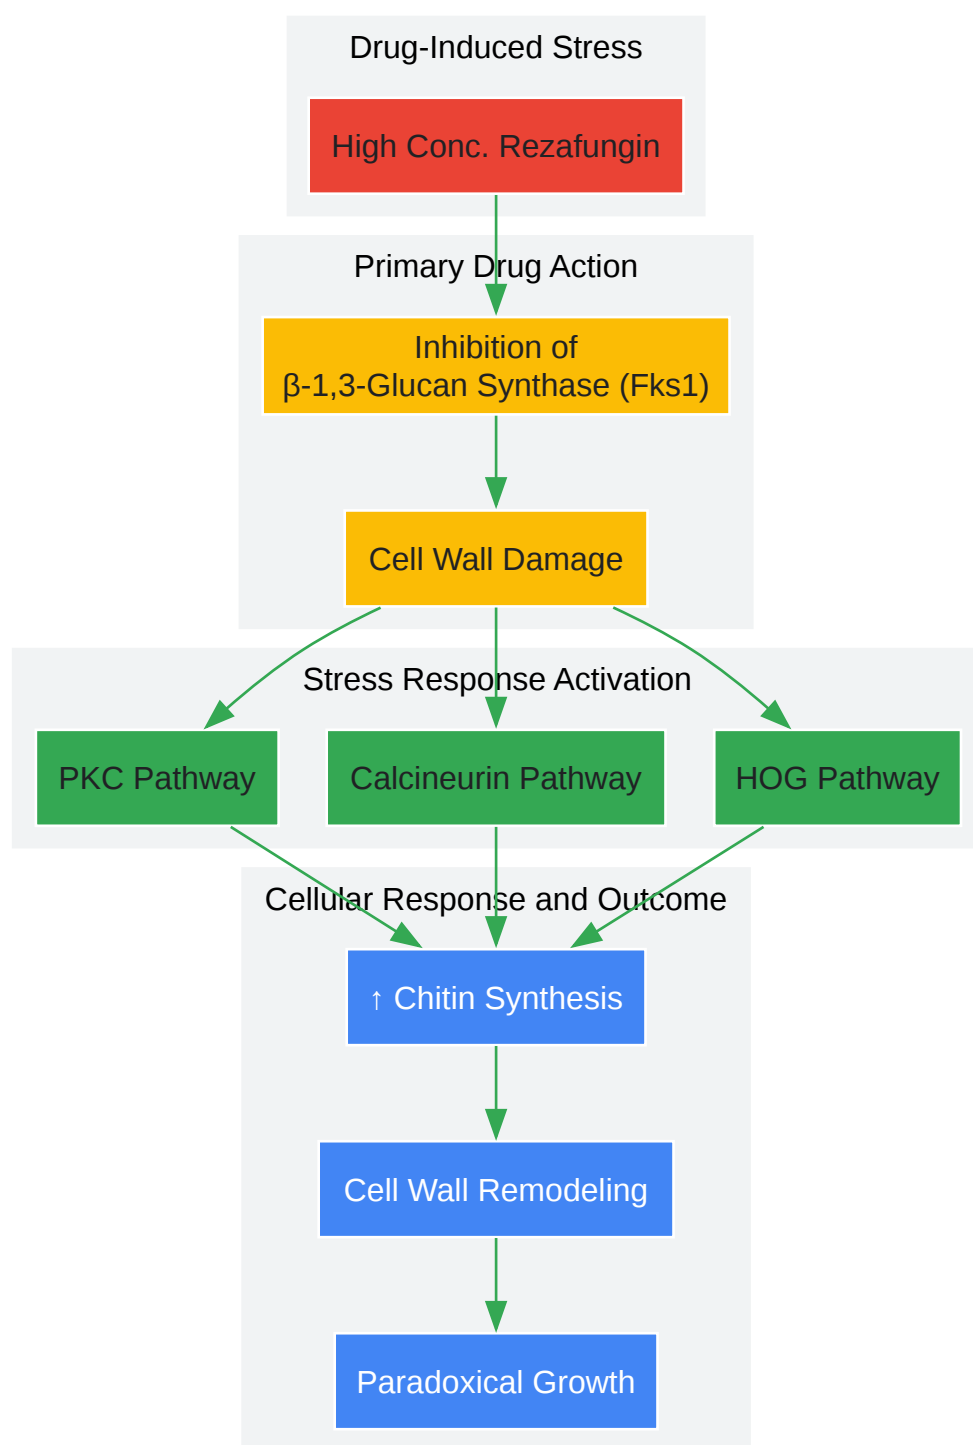 Drug-Induced Stress
High Conc. Rezafungin
Primary Drug Action
Inhibition of
β-1,3-Glucan Synthase (Fks1)
Cell Wall Damage
Stress Response Activation
PKC Pathway
Calcineurin Pathway
HOG Pathway
Cellular Response and Outcome
↑ Chitin Synthesis
Cell Wall Remodeling
Paradoxical Growth